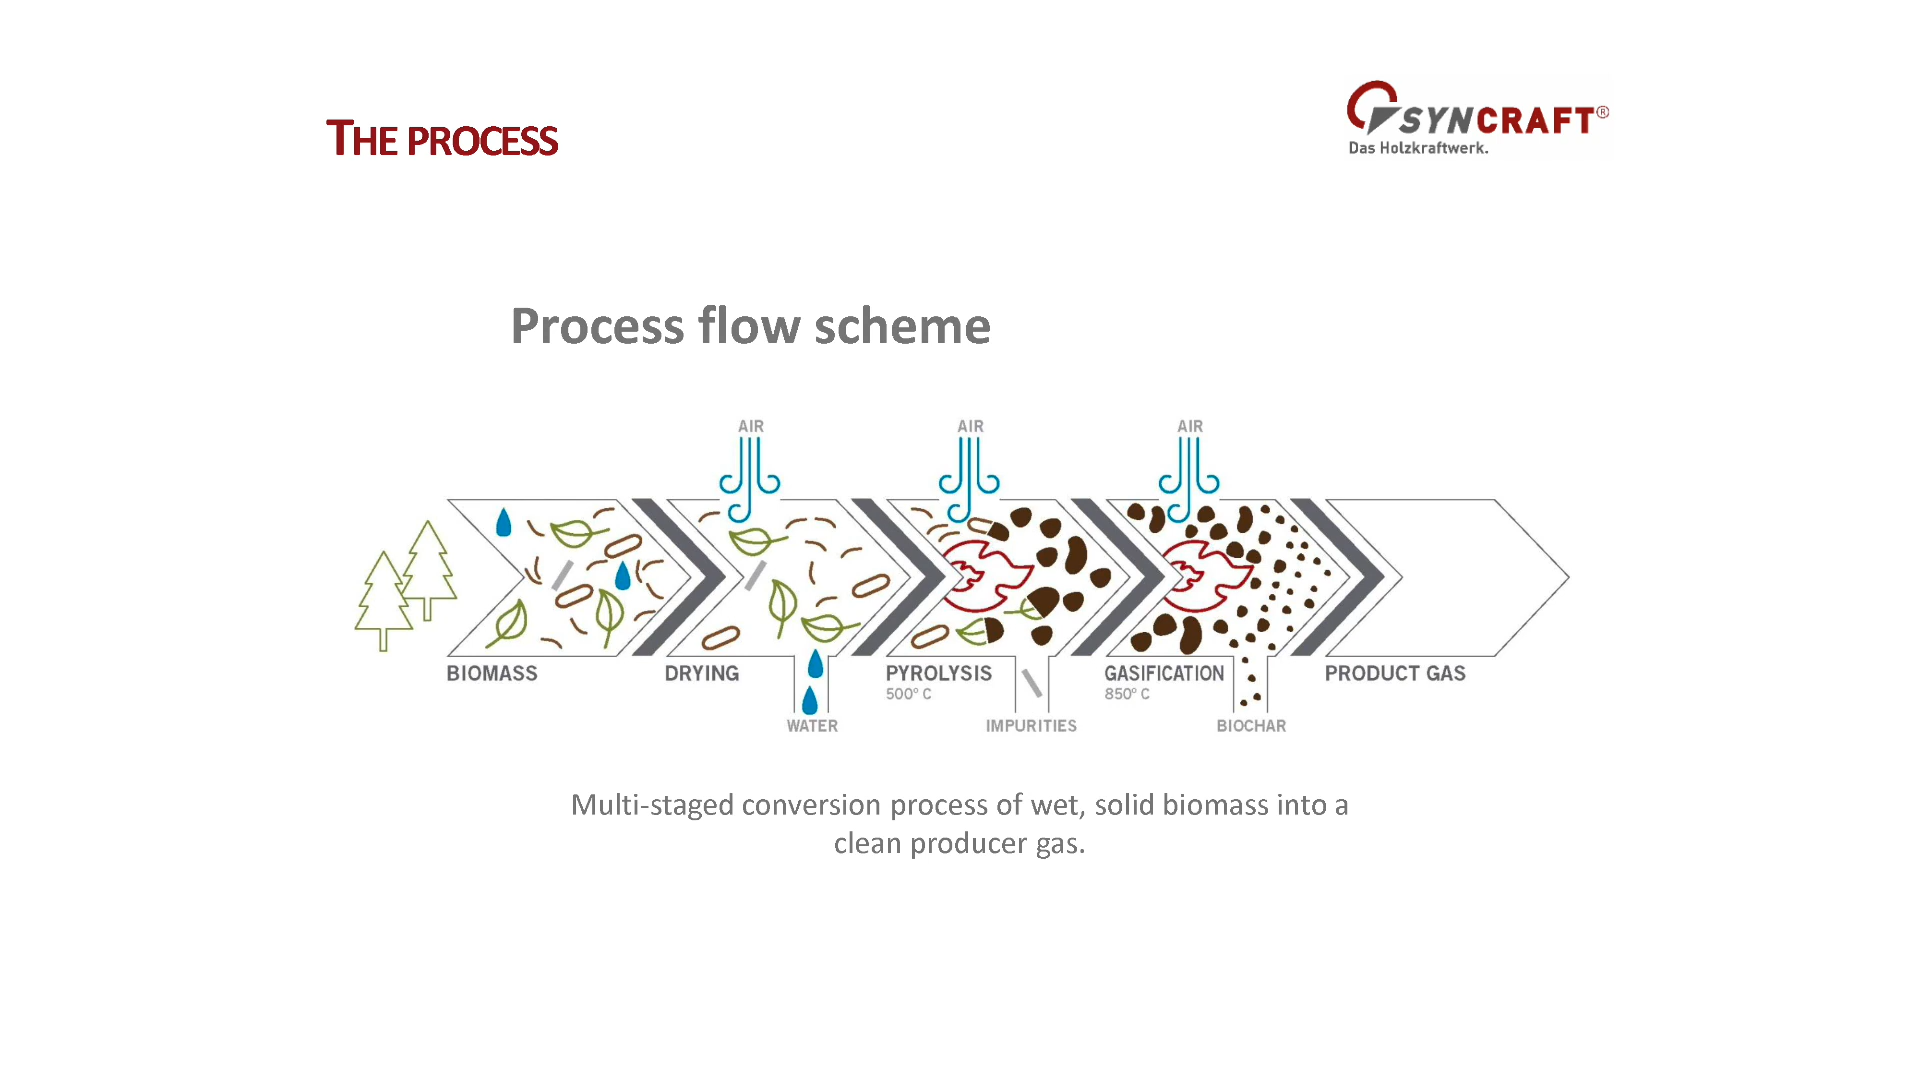 THE PROCESS
SYNCRAFT®
Das Holzkraftwerk.
Process flow scheme
AIR AIR AIR
BIOMASS DRYING PYROLYSIS GASIFICATION PRODUCT GAS
500° C 850° C
WATER IMPURITIES BIOCHAR
Multi-staged conversion process of wet, solid biomass into a
clean producer gas.